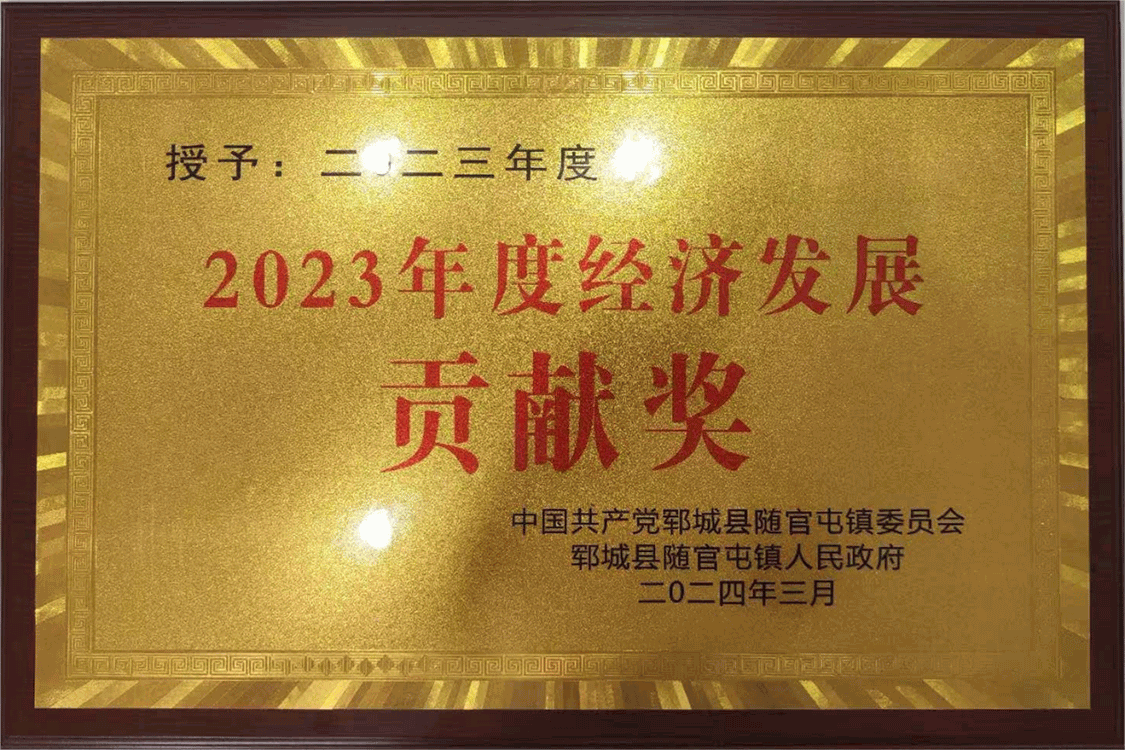 授予：二0二三年度
2023年度经济发展
贡献奖
中国共产党郓城县随官屯镇委员会
郓城县随官屯镇人民政府
二0二四年三月